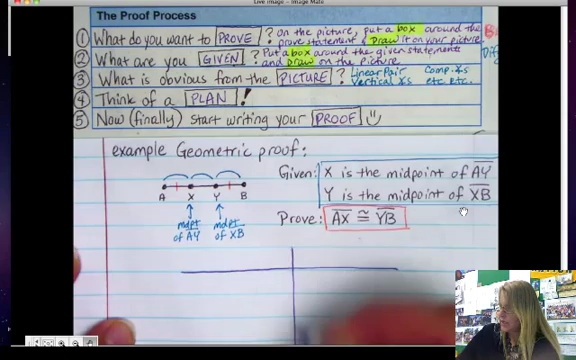 Live image - Image Mate
The Proof Process
① What do you want to PROVE? On the picture, put a box around the
prove statement & Draw it on your picture
② What are you GIVEN? Put a box around the given statements
and draw on the picture
③ What is obvious from the PICTURE? Linear Pair Comp. ∠s
Vertical ∠s etc. etc.
④ Think of a PLAN!
⑤ Now (finally) start writing your PROOF
example Geometric proof:
Given: X is the midpoint of AY
Y is the midpoint of XB
A X Y B
Prove: AX ≅ YB
mdpt of AY
mdpt of XB